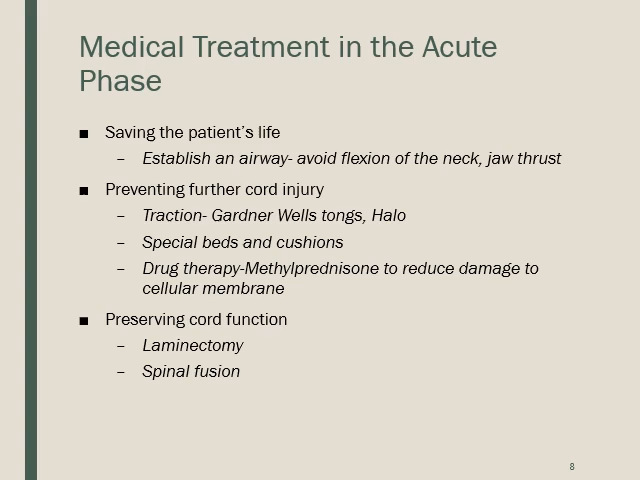 Medical Treatment in the Acute
Phase
■ Saving the patient's life
– Establish an airway- avoid flexion of the neck, jaw thrust
■ Preventing further cord injury
– Traction- Gardner Wells tongs, Halo
– Special beds and cushions
– Drug therapy-Methylprednisone to reduce damage to
cellular membrane
■ Preserving cord function
– Laminectomy
– Spinal fusion
8